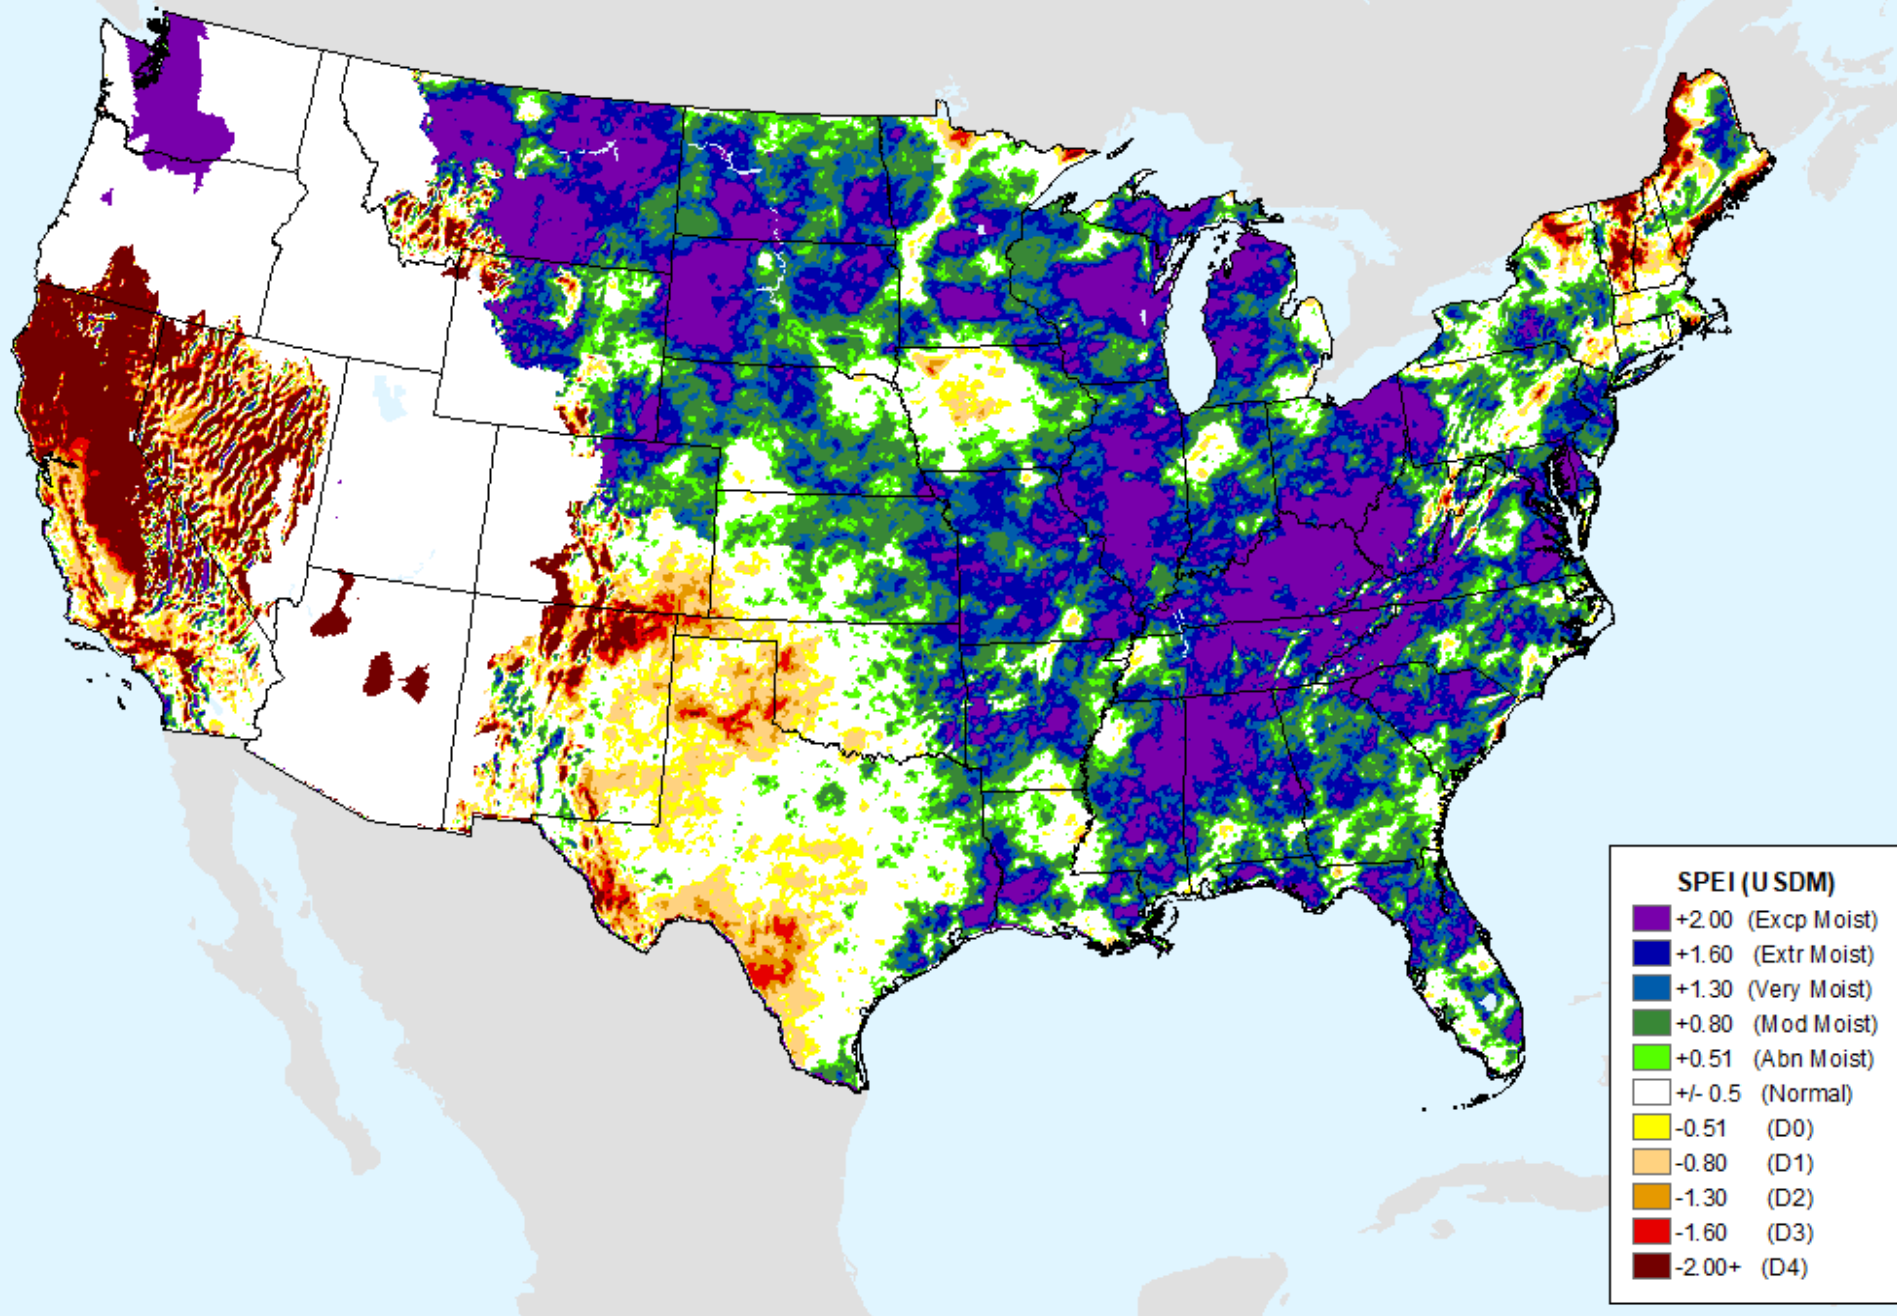 SPEI (USDM)
+2.00 (Excp Moist)
+1.60 (Extr Moist)
+1.30 (Very Moist)
+0.80 (Mod Moist)
+0.51 (Abn Moist)
+/- 0.5 (Normal)
-0.51 (D0)
-0.80 (D1)
-1.30 (D2)
-1.60 (D3)
-2.00+ (D4)